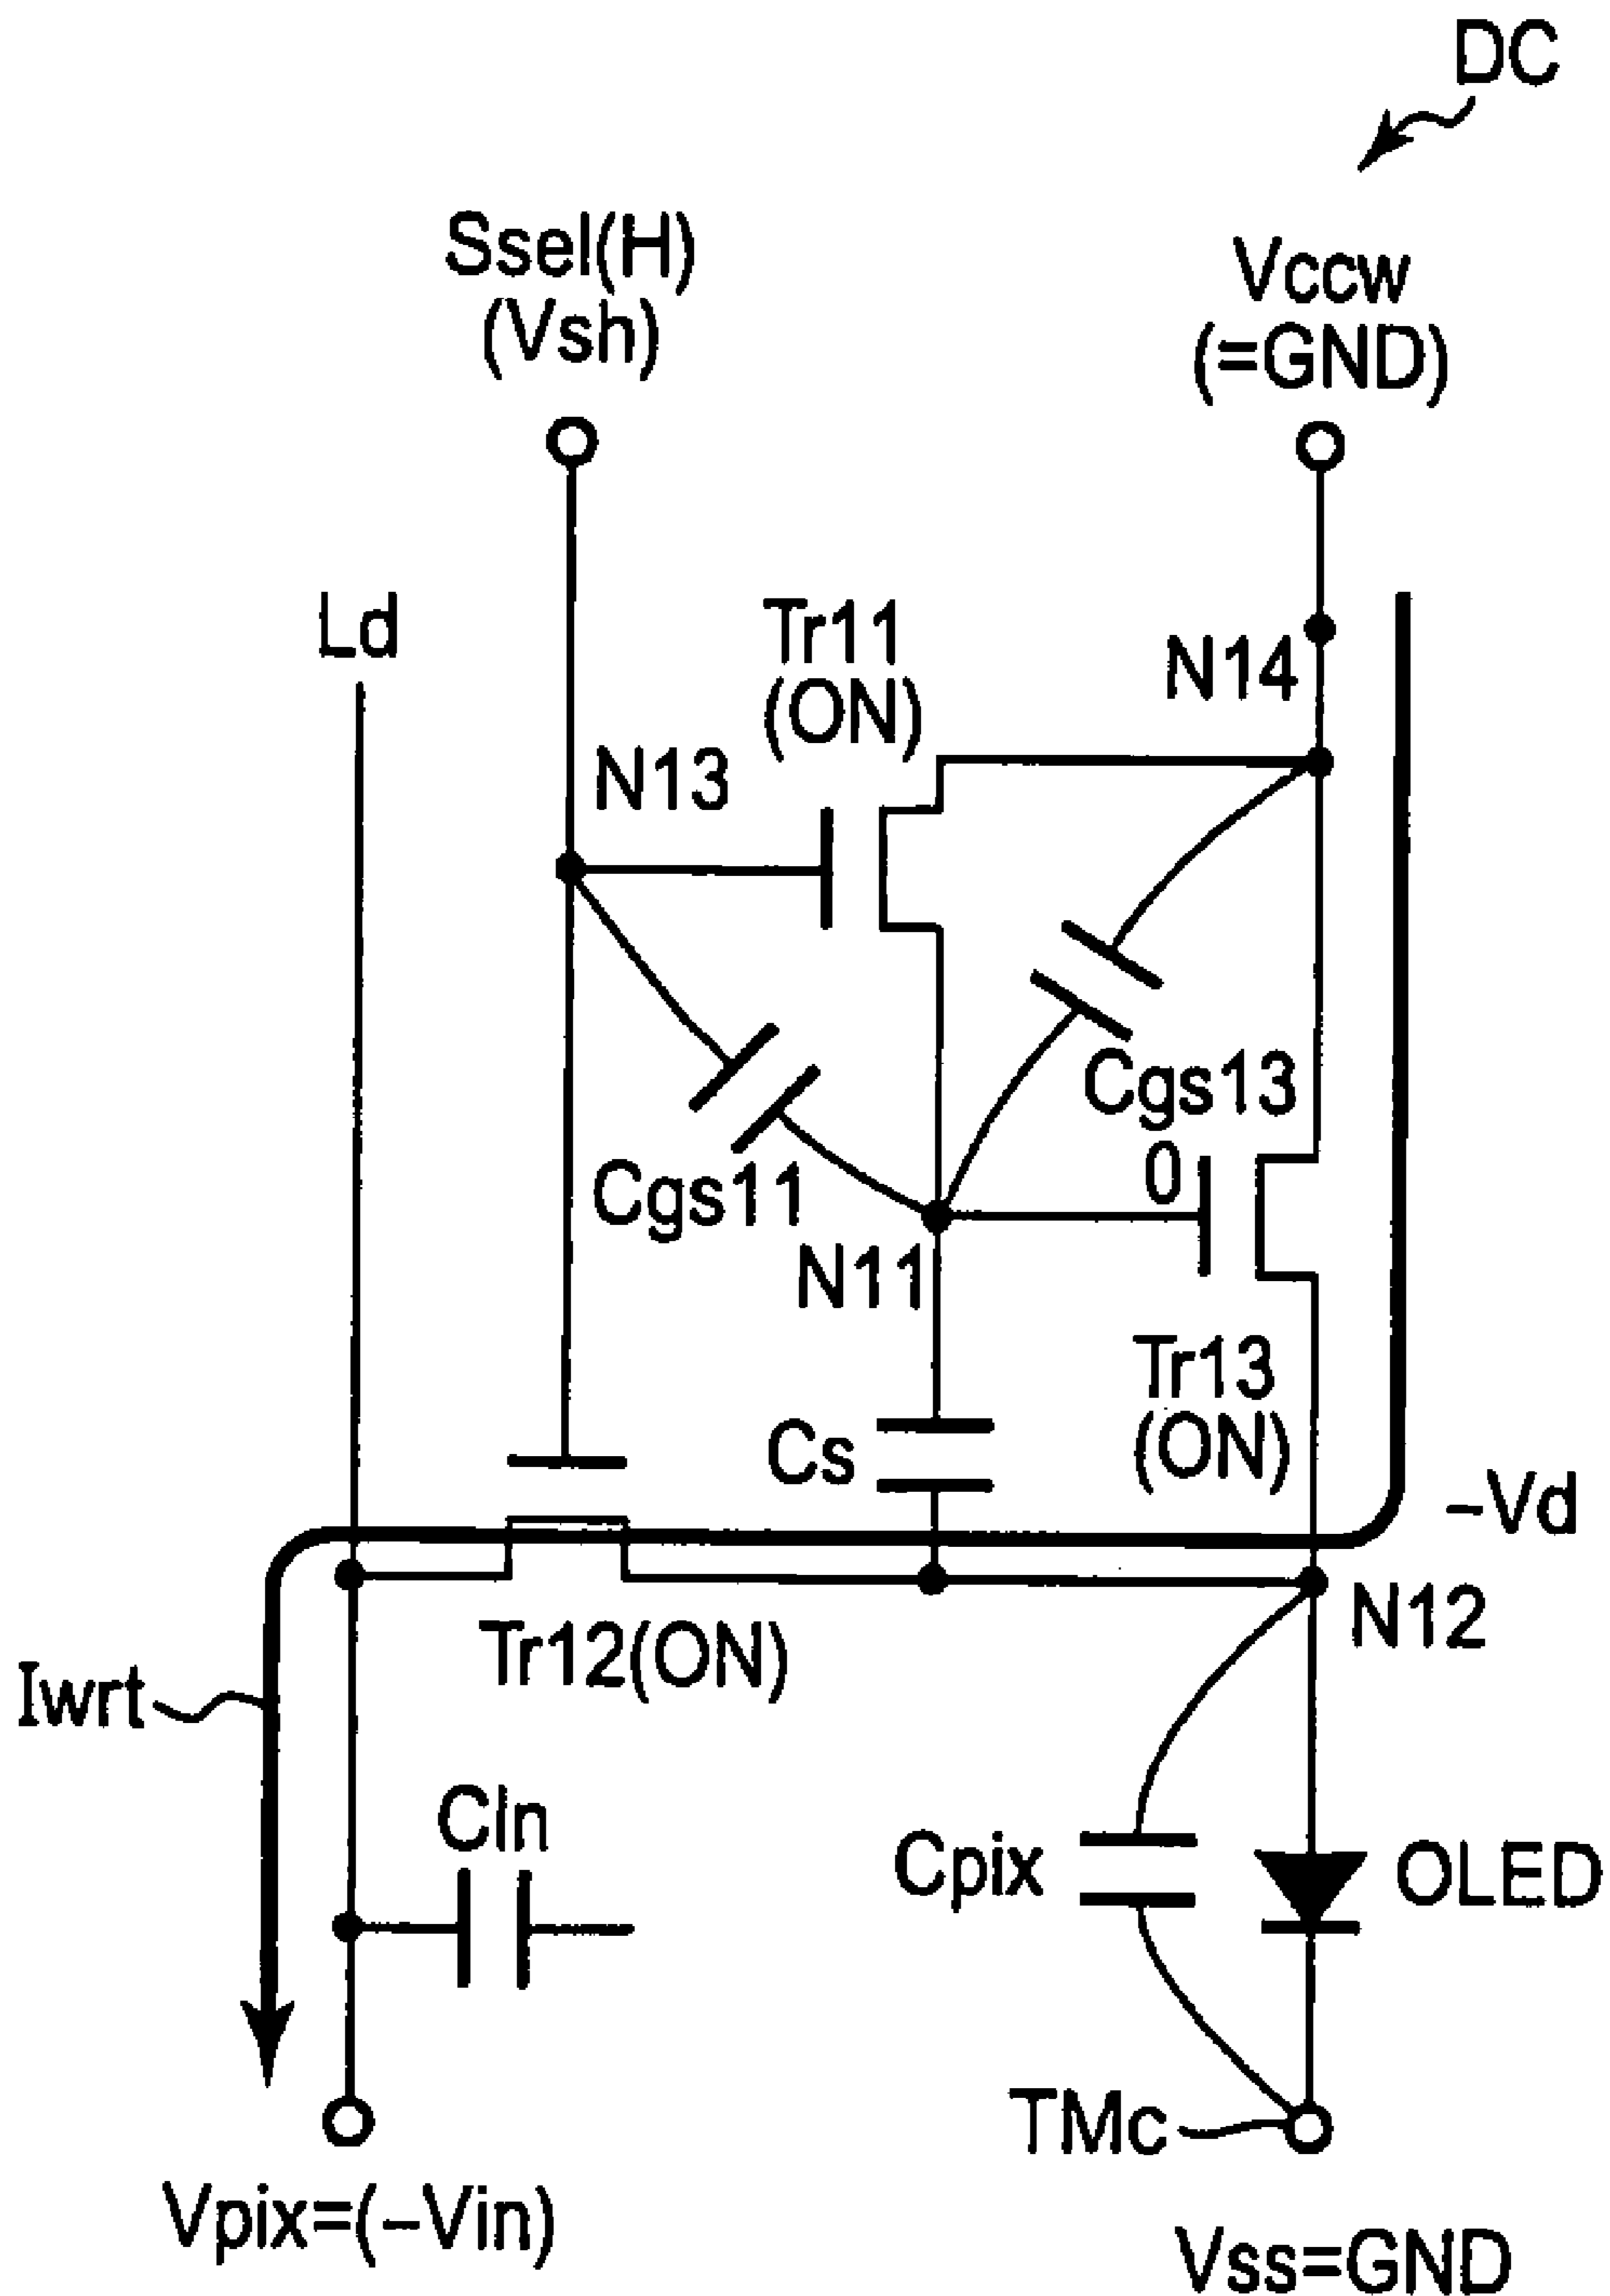 DC
Ssel(H)
(Vsh)
Vccw
(=GND)
Ld
Tr11
(ON)
N14
N13
Cgs13
Cgs11
0
N11
Tr13
(ON)
Cs
-Vd
N12
Tr12(ON)
Iwrt
Cln
Cpix
OLED
TMc
Vpix=(-Vin)
Vss=GND